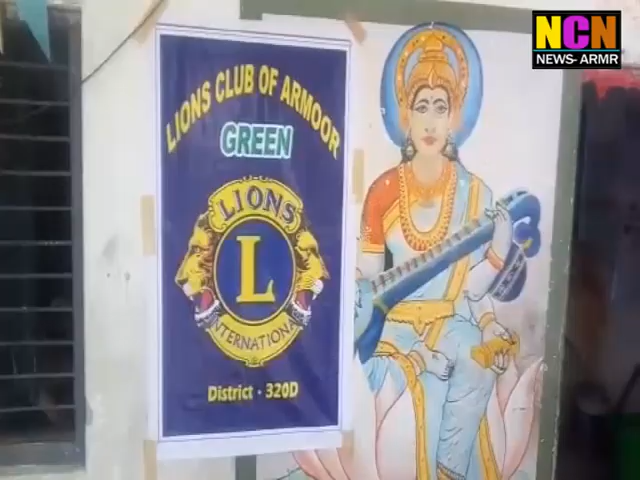 NCN
NEWS- ARMR
LIONS CLUB OF ARMOOR
GREEN
LIONS
L
INTERNATIONAL
District - 320D